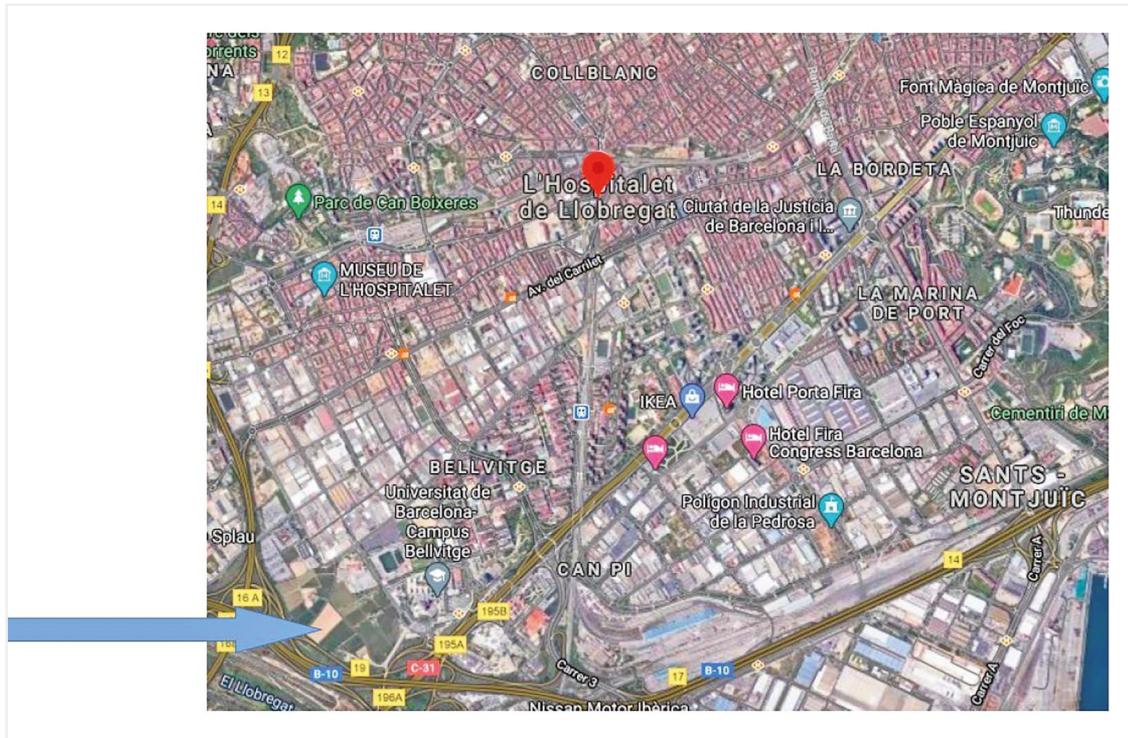 12
13
COLLBLANC
Font Màgica de Montjuïc
Poble Espanyol
de Montjuic
LA BORDETA
14
Parc de Can Boixeres
L'Hospitalet
de Llobregat
Ciutat de la Justícia
de Barcelona i l...
Thunde
MUSEU DE
L'HOSPITALET
Av. del Carrilet
LA MARINA
DE PORT
Carrer del Foc
IKEA
Hotel Porta Fira
Cementiri de M
Hotel Fira
Congress Barcelona
BELLVITGE
SANTS -
MONTJUÏC
Universitat de
Barcelona-
Campus
Bellvitge
Polígon Industrial
de la Pedrosa
Splau
CAN PI
14
Carrer A
16 A
195B
195A
B-10
19
C-31
196A
Carrer 3
17
B-10
Carrer A
El Llobregat
Nissan Motor Ibèrica